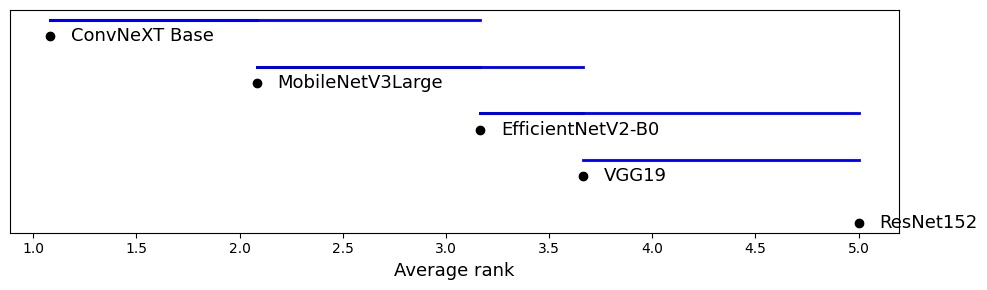 ConvNeXT Base
MobileNetV3Large
EfficientNetV2-B0
VGG19
ResNet152
1.0 1.5 2.0 2.5 3.0 3.5 4.0 4.5 5.0
Average rank